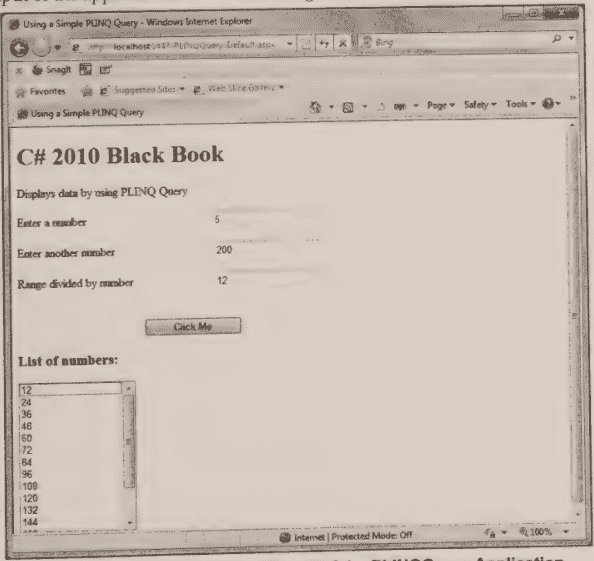 Using a Simple PLINQ Query - Windows Internet Explorer
Bing
SnagIt
Favorites Suggested Sites Web Slice Gallery
Using a Simple PLINQ Query Page Safety Tools
C# 2010 Black Book
Displays data by using PLINQ Query
Enter a number 5
Enter another number 200
Range divided by number 12
Click Me
List of numbers:
12
24
36
48
60
72
84
96
108
120
132
144
Internet | Protected Mode: Off 100%
Application